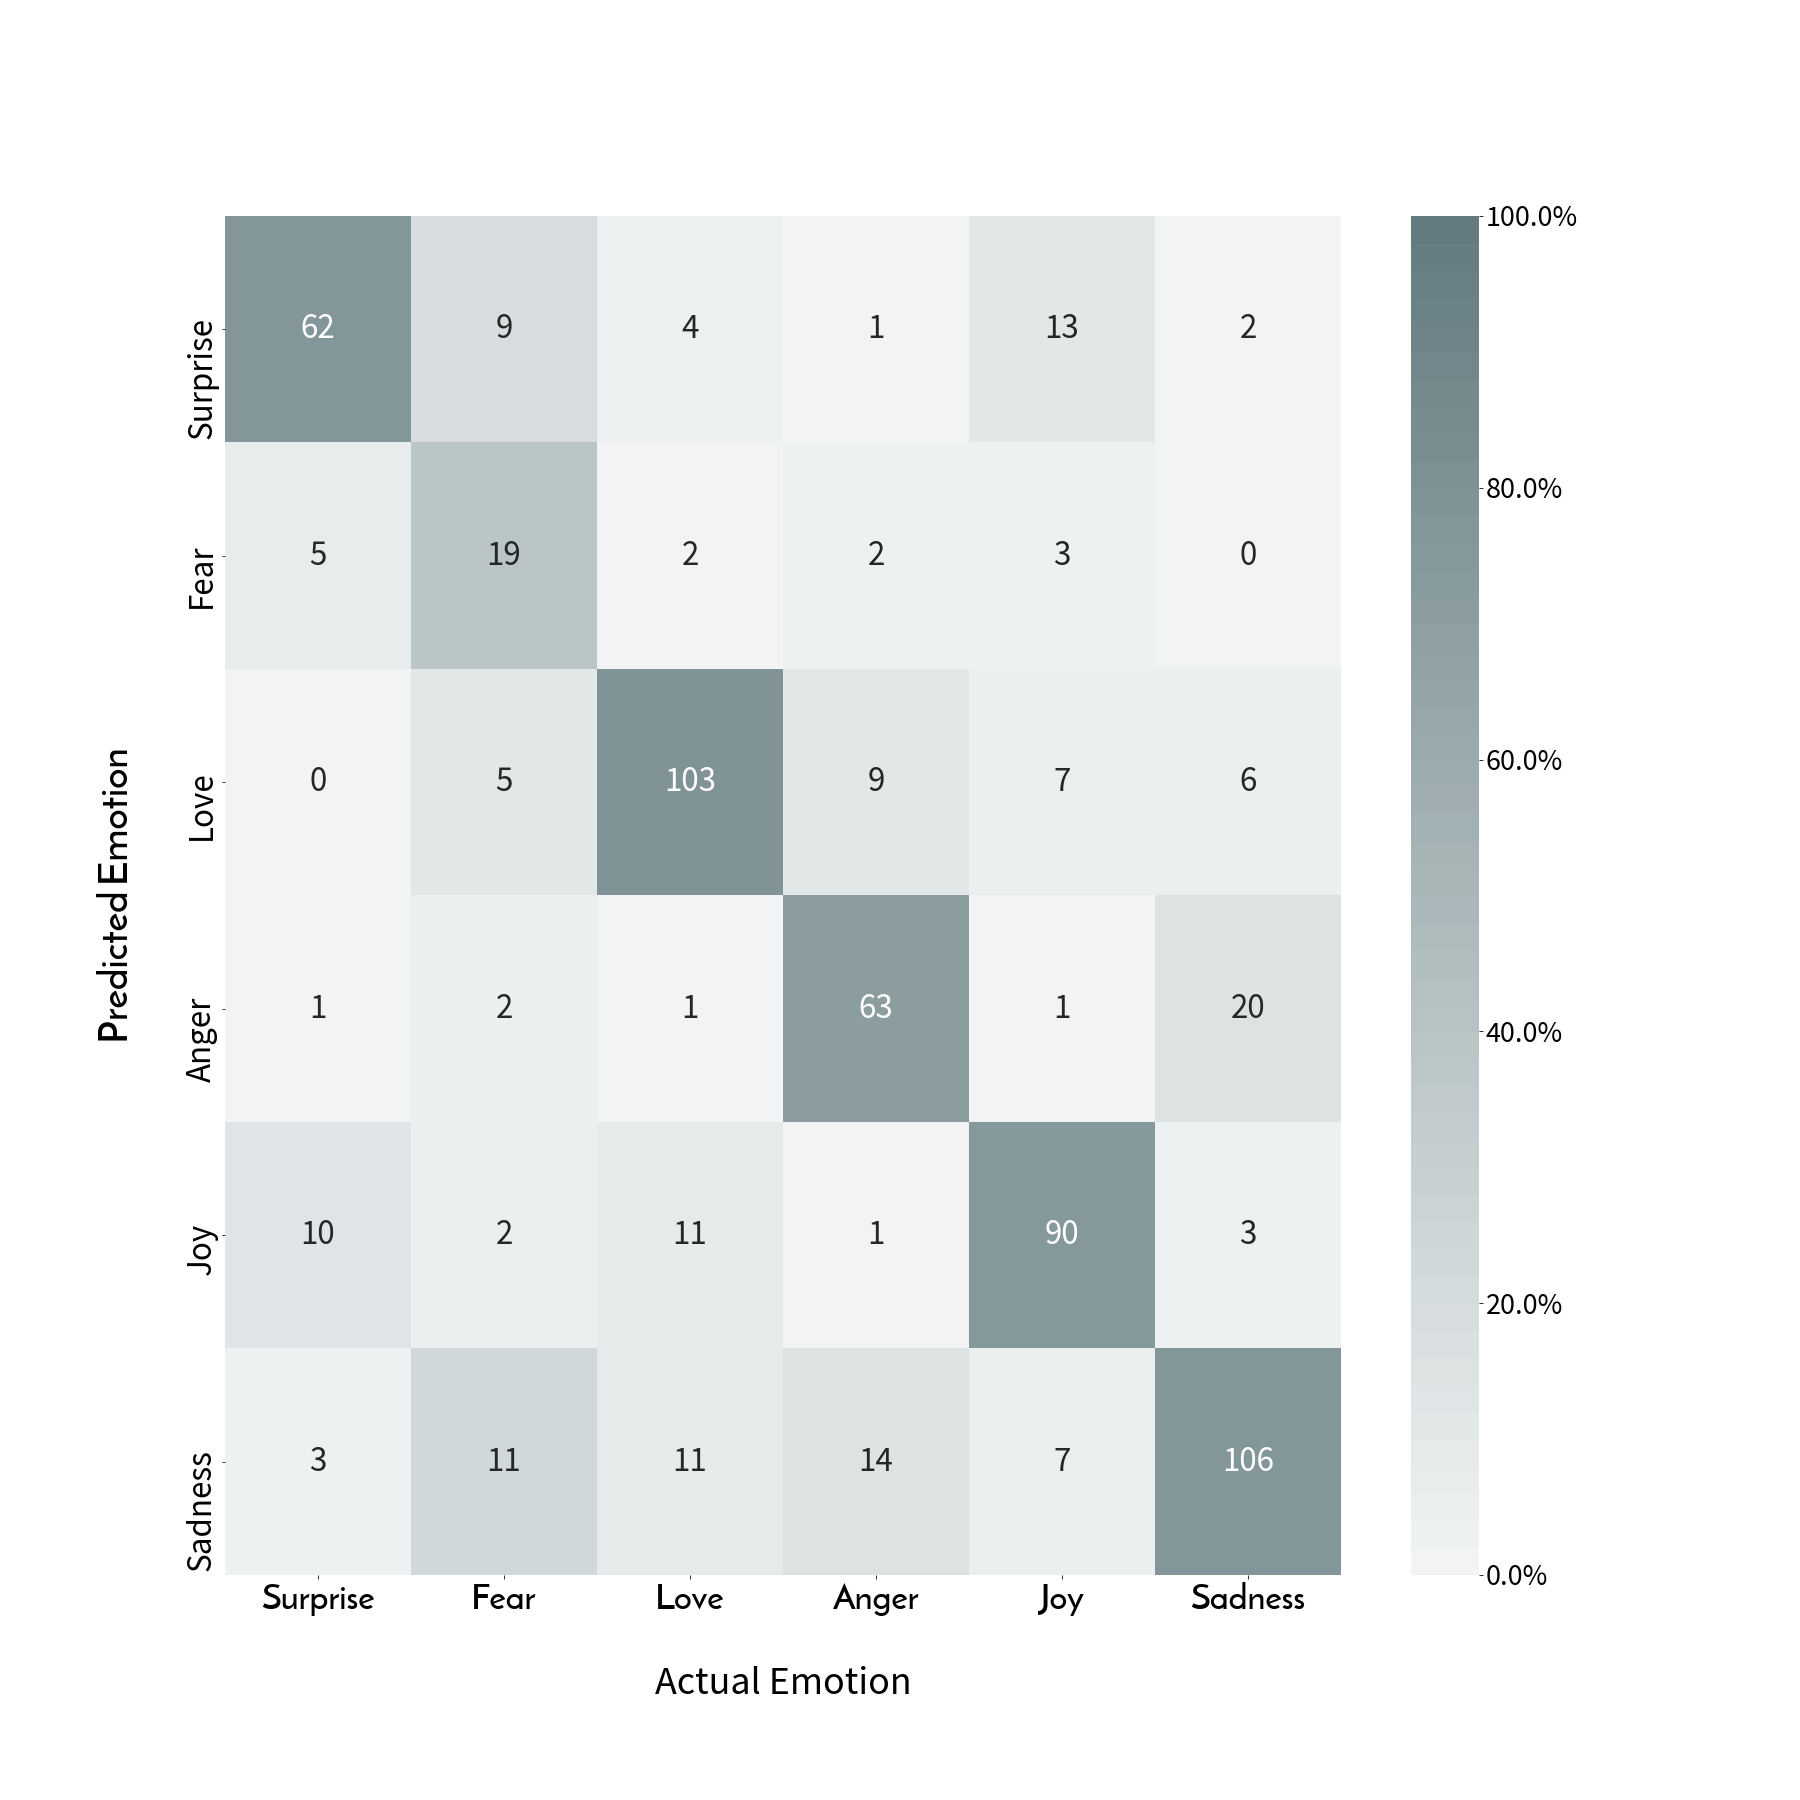 100.0%
Surprise 62 9 4 1 13 2
80.0%
Fear 5 19 2 2 3 0
60.0%
Predicted Emotion
Love 0 5 103 9 7 6
40.0%
Anger 1 2 1 63 1 20
20.0%
Joy 10 2 11 1 90 3
Sadness 3 11 11 14 7 106
0.0%
Surprise Fear Love Anger Joy Sadness
Actual Emotion